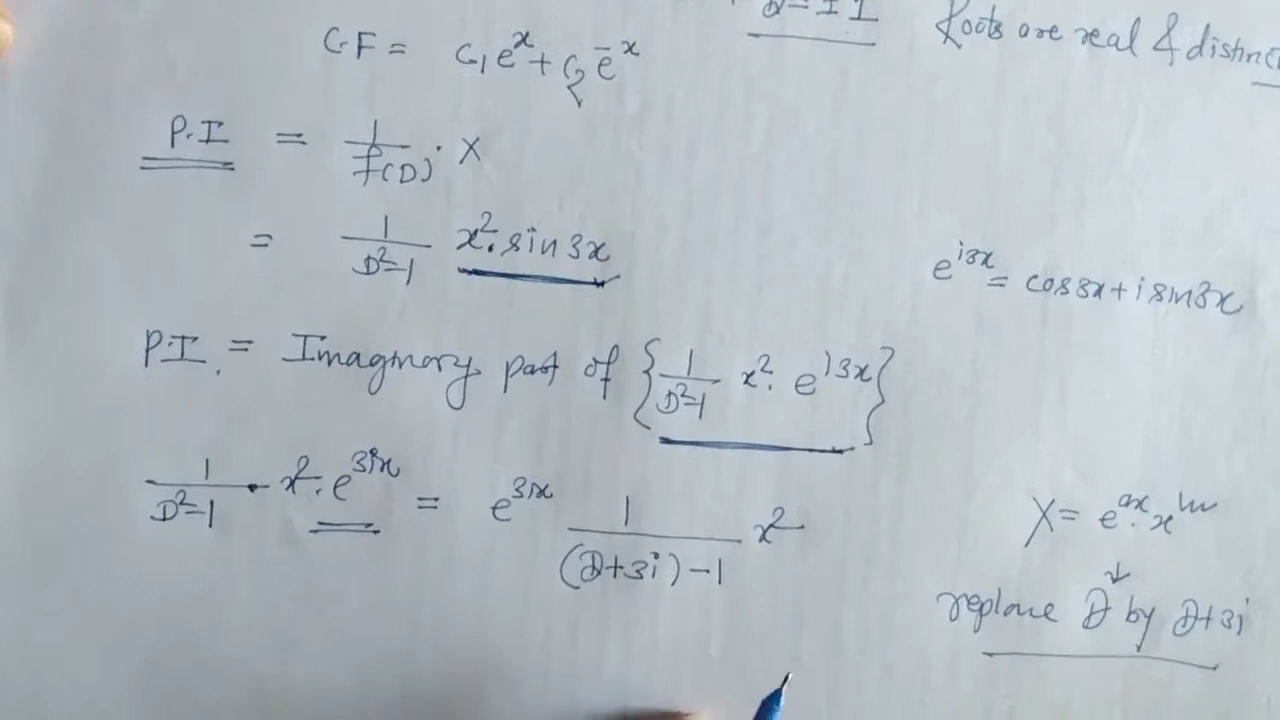 D=±1 Roots are real & distinc
CF = C₁eˣ + C₂e⁻ˣ
P.I = 1/f(D) · X
= 1/(D²-1) x². sin 3x
e^(i3x) = cos3x + i sin3x
P.I. = Imaginary part of {1/(D²-1) x². e^(i3x)}
1/(D²-1) · x². e^(3ix) = e^(3ix) 1/((D+3i)-1) x²
X = e^(ax). x^m
↓
replace D by D+3i